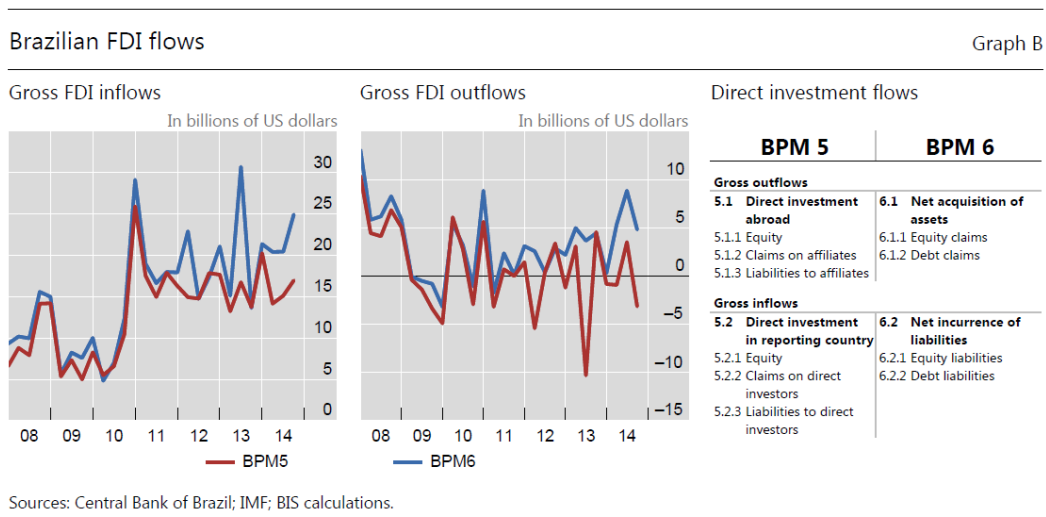 Brazilian FDI flows
Graph B
Gross FDI inflows
In billions of US dollars
30
25
20
15
10
5
0
08 09 10 11 12 13 14
BPM5
Gross FDI outflows
In billions of US dollars
10
5
0
–5
–10
–15
08 09 10 11 12 13 14
BPM6
Direct investment flows
BPM 5 BPM 6
Gross outflows
5.1 Direct investment
abroad
5.1.1 Equity
5.1.2 Claims on affiliates
5.1.3 Liabilities to affiliates
6.1 Net acquisition of
assets
6.1.1 Equity claims
6.1.2 Debt claims
Gross inflows
5.2 Direct investment
in reporting country
5.2.1 Equity
5.2.2 Claims on direct
investors
5.2.3 Liabilities to direct
investors
6.2 Net incurrence of
liabilities
6.2.1 Equity liabilities
6.2.2 Debt liabilities
Sources: Central Bank of Brazil; IMF; BIS calculations.